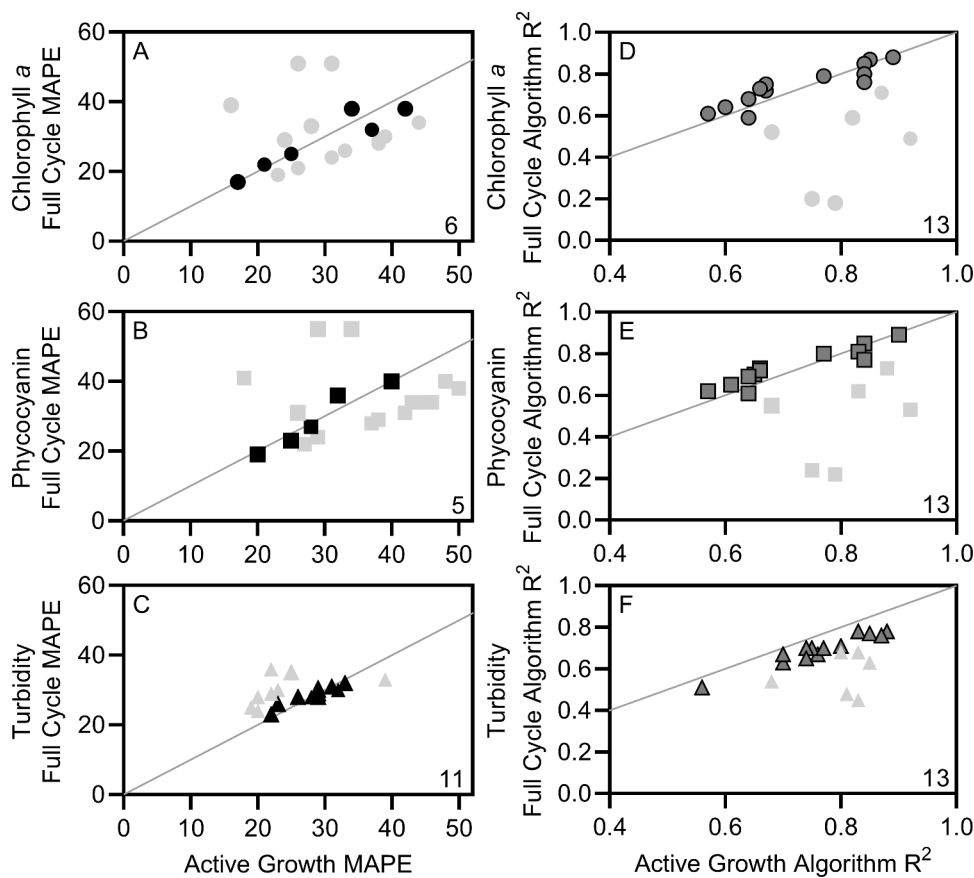 Chlorophyll a
Full Cycle MAPE
60
40
20
0
A
6
0 10 20 30 40 50
Chlorophyll a
Full Cycle Algorithm R²
1.0
0.8
0.6
0.4
0.2
0.0
D
13
0.4 0.6 0.8 1.0
Phycocyanin
Full Cycle MAPE
60
40
20
0
B
5
0 10 20 30 40 50
Phycocyanin
Full Cycle Algorithm R²
1.0
0.8
0.6
0.4
0.2
0.0
E
13
0.4 0.6 0.8 1.0
Turbidity
Full Cycle MAPE
60
40
20
0
C
11
0 10 20 30 40 50
Active Growth MAPE
Turbidity
Full Cycle Algorithm R²
1.0
0.8
0.6
0.4
0.2
0.0
F
13
0.4 0.6 0.8 1.0
Active Growth Algorithm R²